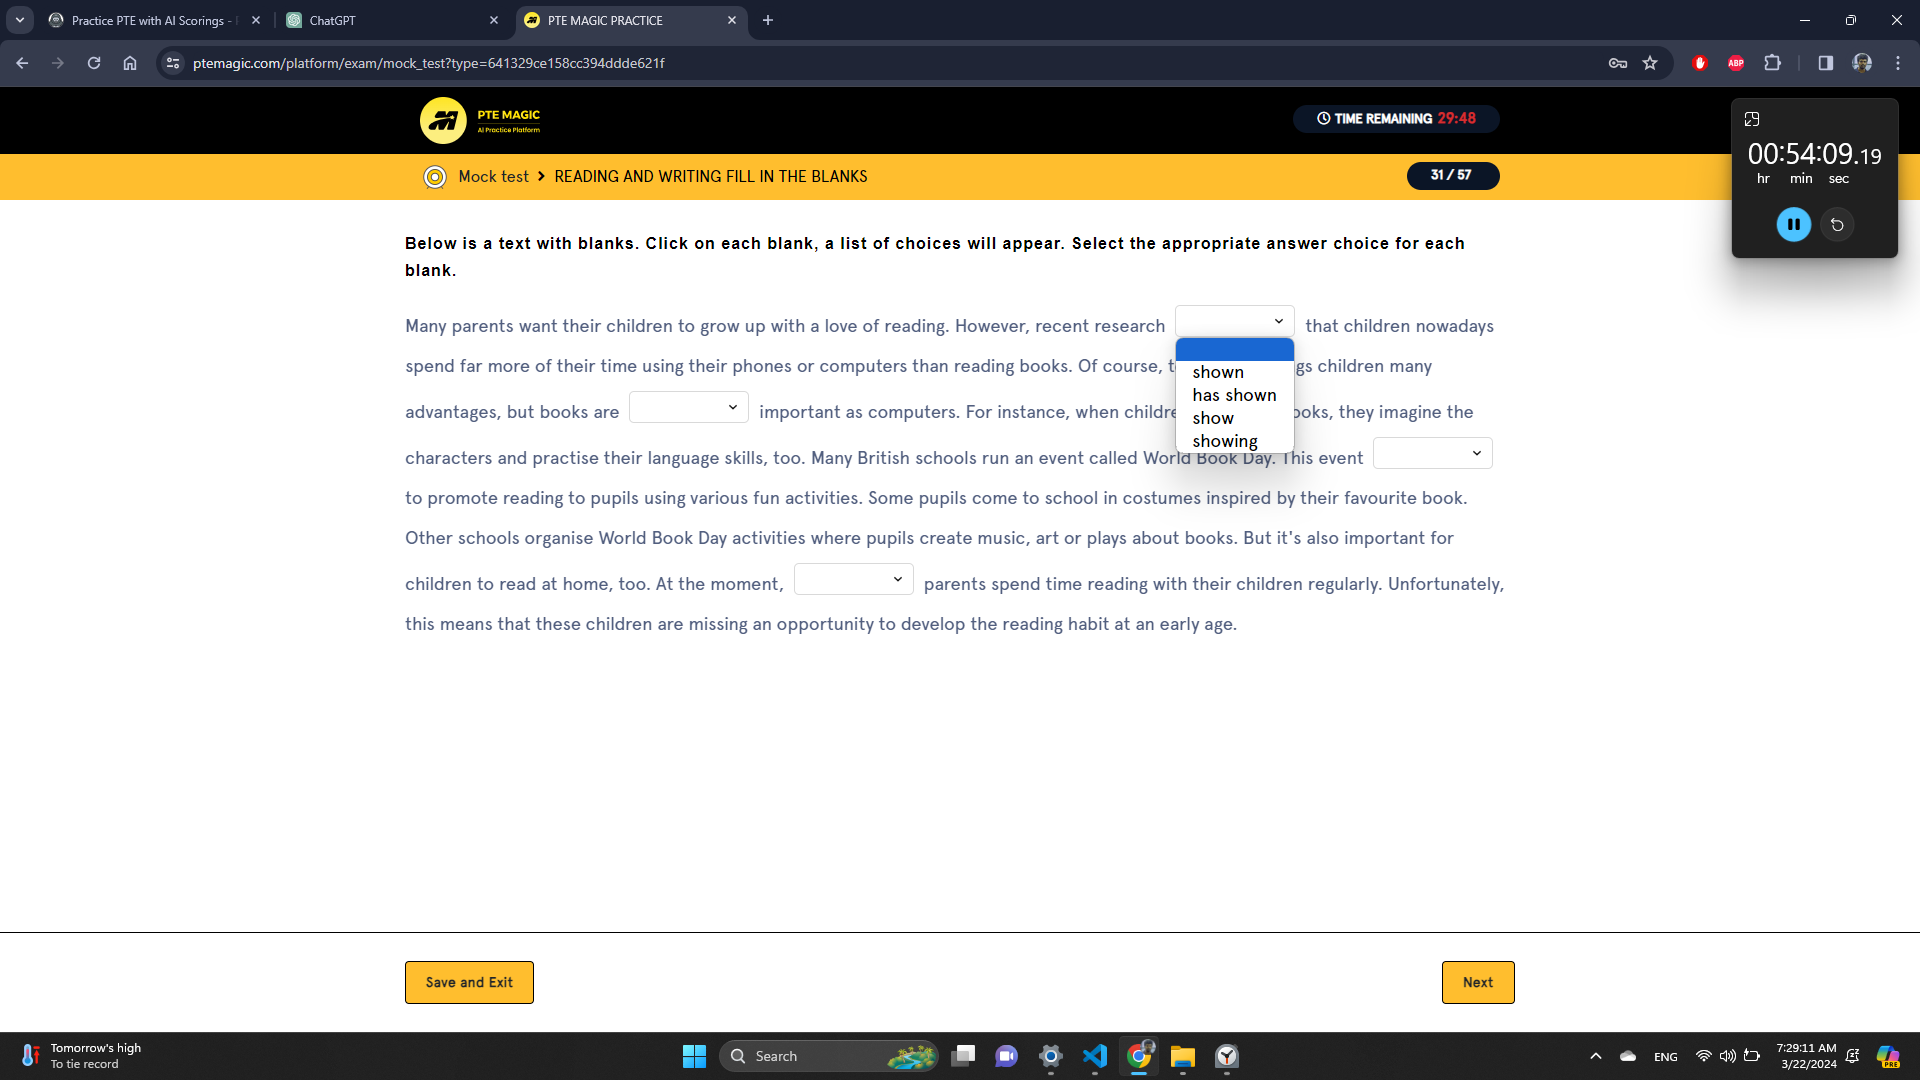 Practice PTE with AI Scorings -
ChatGPT
PTE MAGIC PRACTICE
ptemagic.com/platform/exam/mock_test?type=641329ce158cc394ddde621f
ABP
PTE MAGIC
AI Practice Platform
TIME REMAINING 29:48
00:54:09.19
hr min sec
Mock test > READING AND WRITING FILL IN THE BLANKS
31 / 57
Below is a text with blanks. Click on each blank, a list of choices will appear. Select the appropriate answer choice for each
blank.
Many parents want their children to grow up with a love of reading. However, recent research that children nowadays
spend far more of their time using their phones or computers than reading books. Of course, t gs children many
shown
has shown
show
showing
advantages, but books are important as computers. For instance, when childre ooks, they imagine the
characters and practise their language skills, too. Many British schools run an event called World Book Day. This event
to promote reading to pupils using various fun activities. Some pupils come to school in costumes inspired by their favourite book.
Other schools organise World Book Day activities where pupils create music, art or plays about books. But it's also important for
children to read at home, too. At the moment, parents spend time reading with their children regularly. Unfortunately,
this means that these children are missing an opportunity to develop the reading habit at an early age.
Save and Exit
Next
Tomorrow's high
To tie record
Search
ENG
7:29:11 AM
3/22/2024
PRE